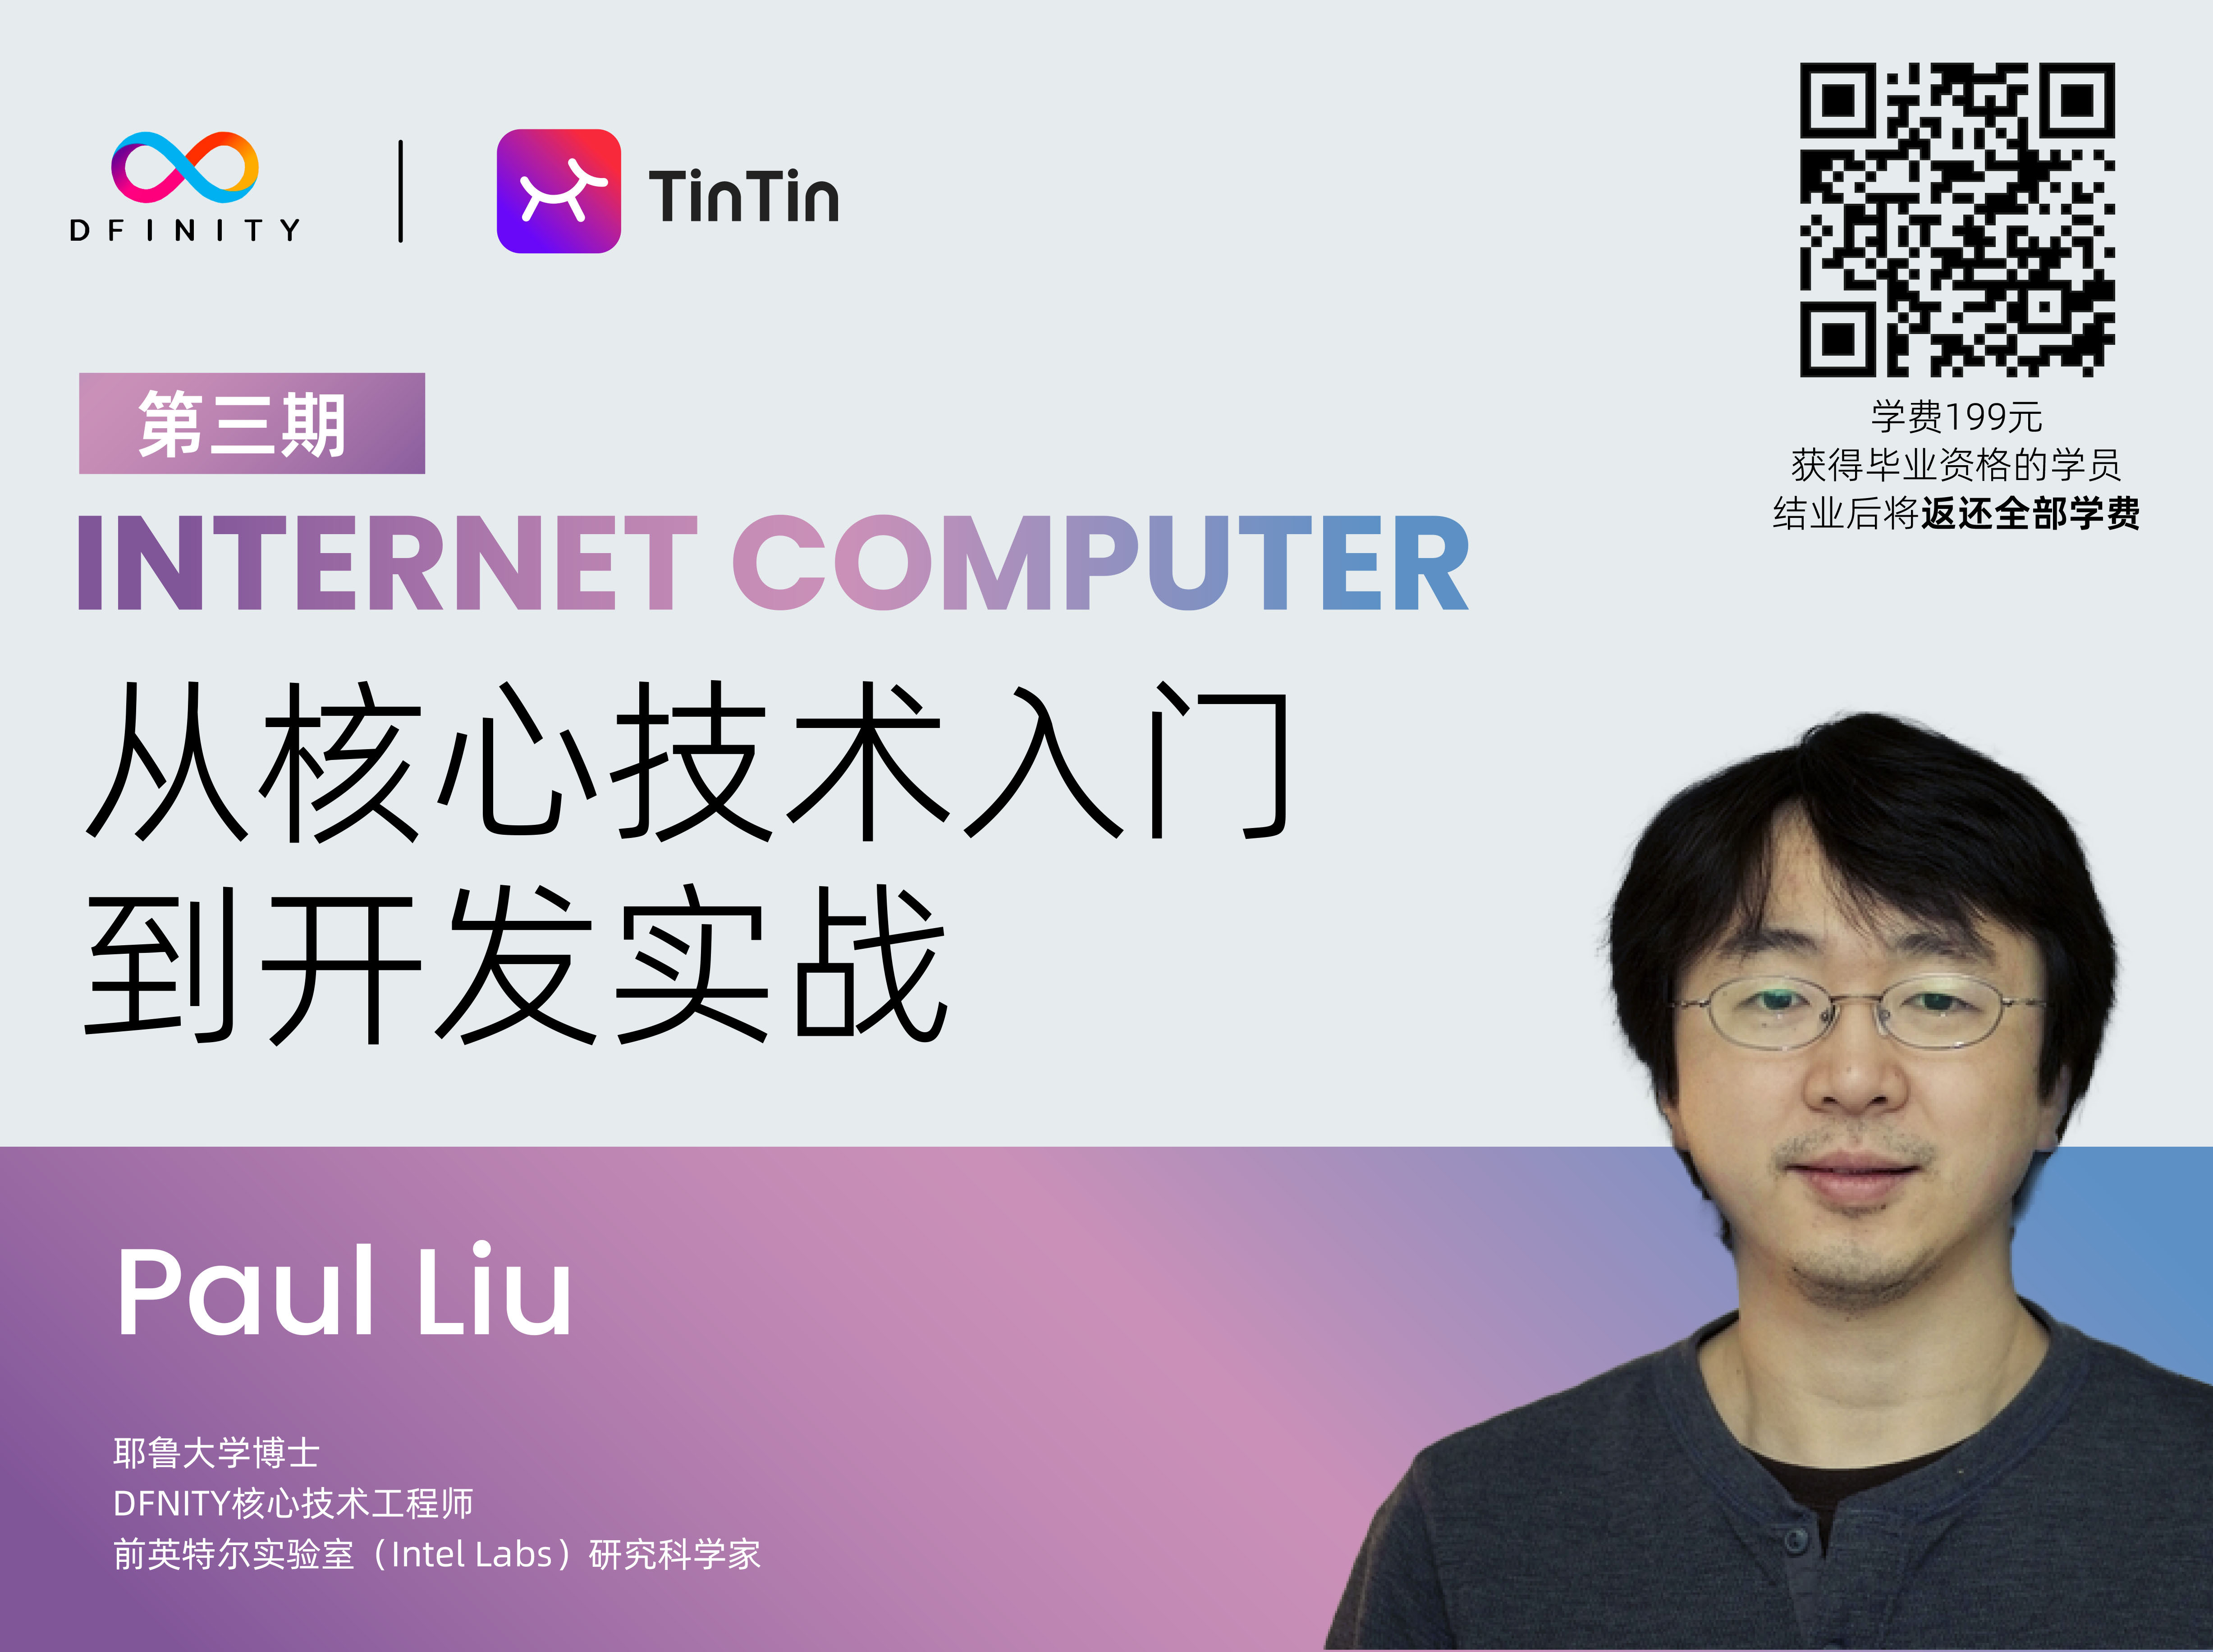 DFINITY
TinTin
学费199元
获得毕业资格的学员
结业后将返还全部学费
第三期
INTERNET COMPUTER
从核心技术入门
到开发实战
Paul Liu
耶鲁大学博士
DFNITY核心技术工程师
前英特尔实验室（Intel Labs）研究科学家